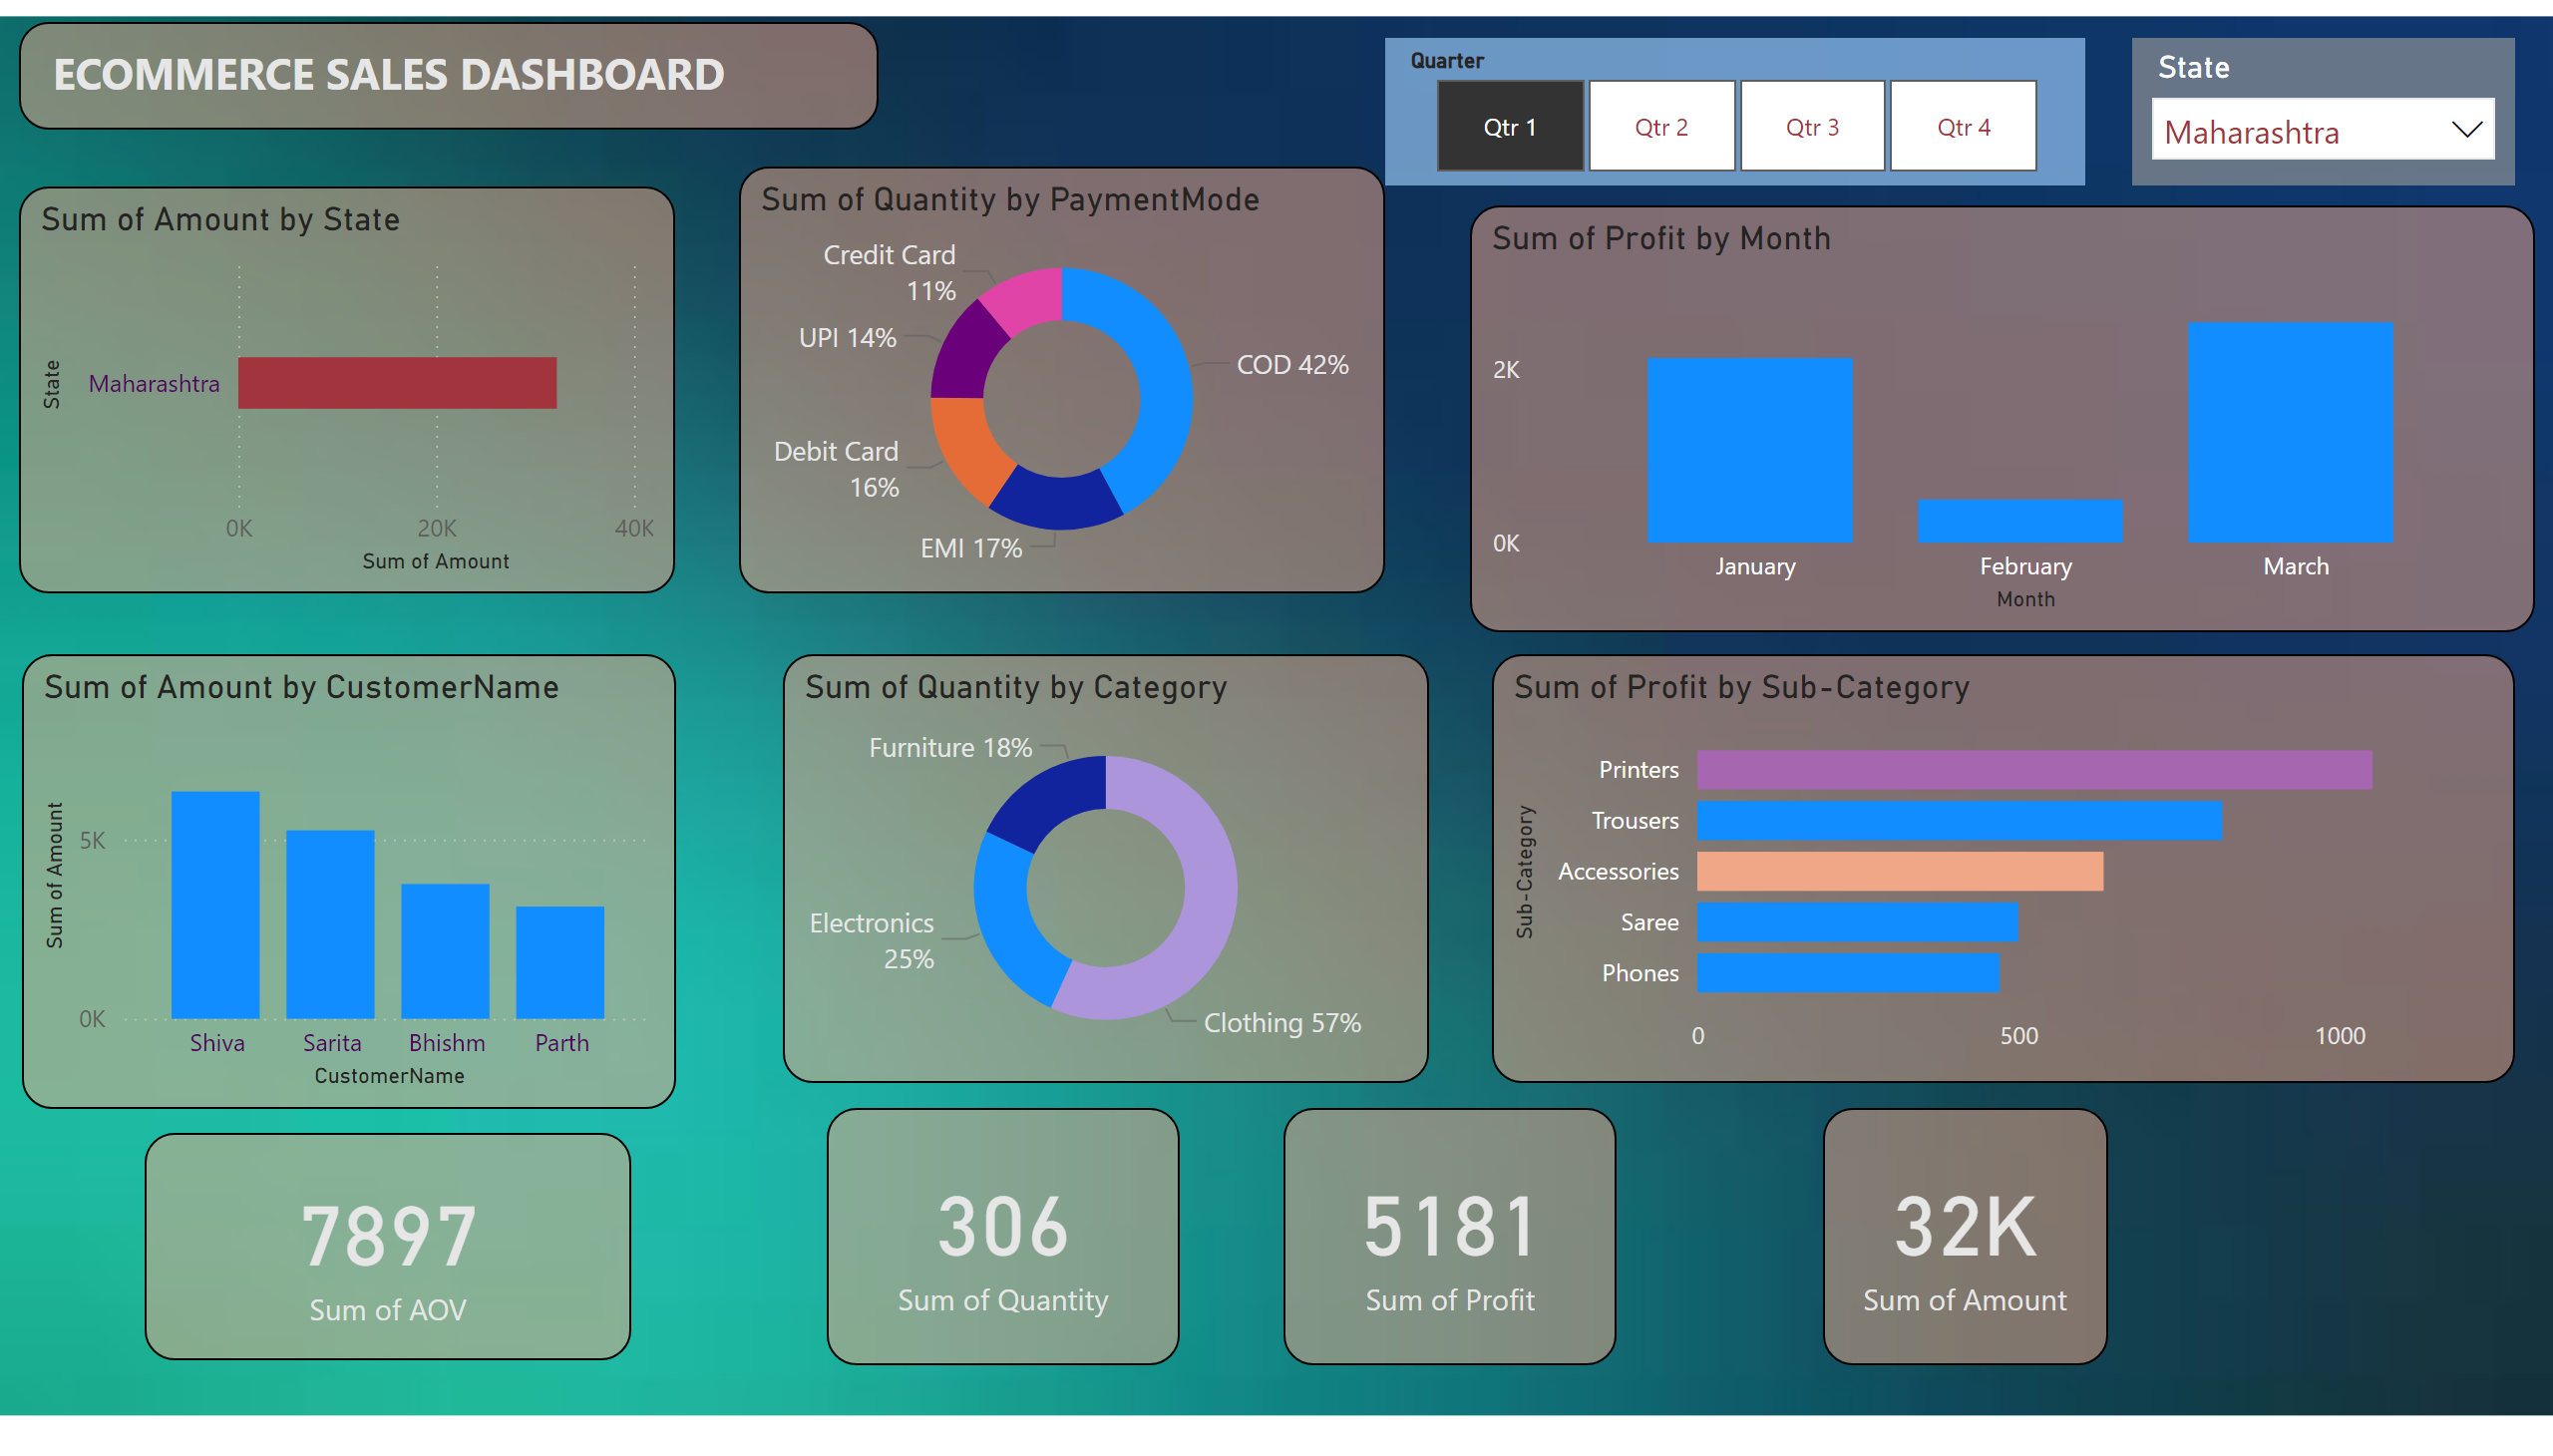 ECOMMERCE SALES DASHBOARD
Quarter
Qtr 1
Qtr 2
Qtr 3
Qtr 4
State
Maharashtra
Sum of Amount by State
State
Maharashtra
0K
20K
40K
Sum of Amount
Sum of Quantity by PaymentMode
Credit Card
11%
UPI 14%
COD 42%
Debit Card
16%
EMI 17%
Sum of Profit by Month
2K
0K
January
February
March
Month
Sum of Amount by CustomerName
Sum of Amount
5K
0K
Shiva
Sarita
Bhishm
Parth
CustomerName
Sum of Quantity by Category
Furniture 18%
Electronics
25%
Clothing 57%
Sum of Profit by Sub-Category
Sub-Category
Printers
Trousers
Accessories
Saree
Phones
0
500
1000
7897
Sum of AOV
306
Sum of Quantity
5181
Sum of Profit
32K
Sum of Amount